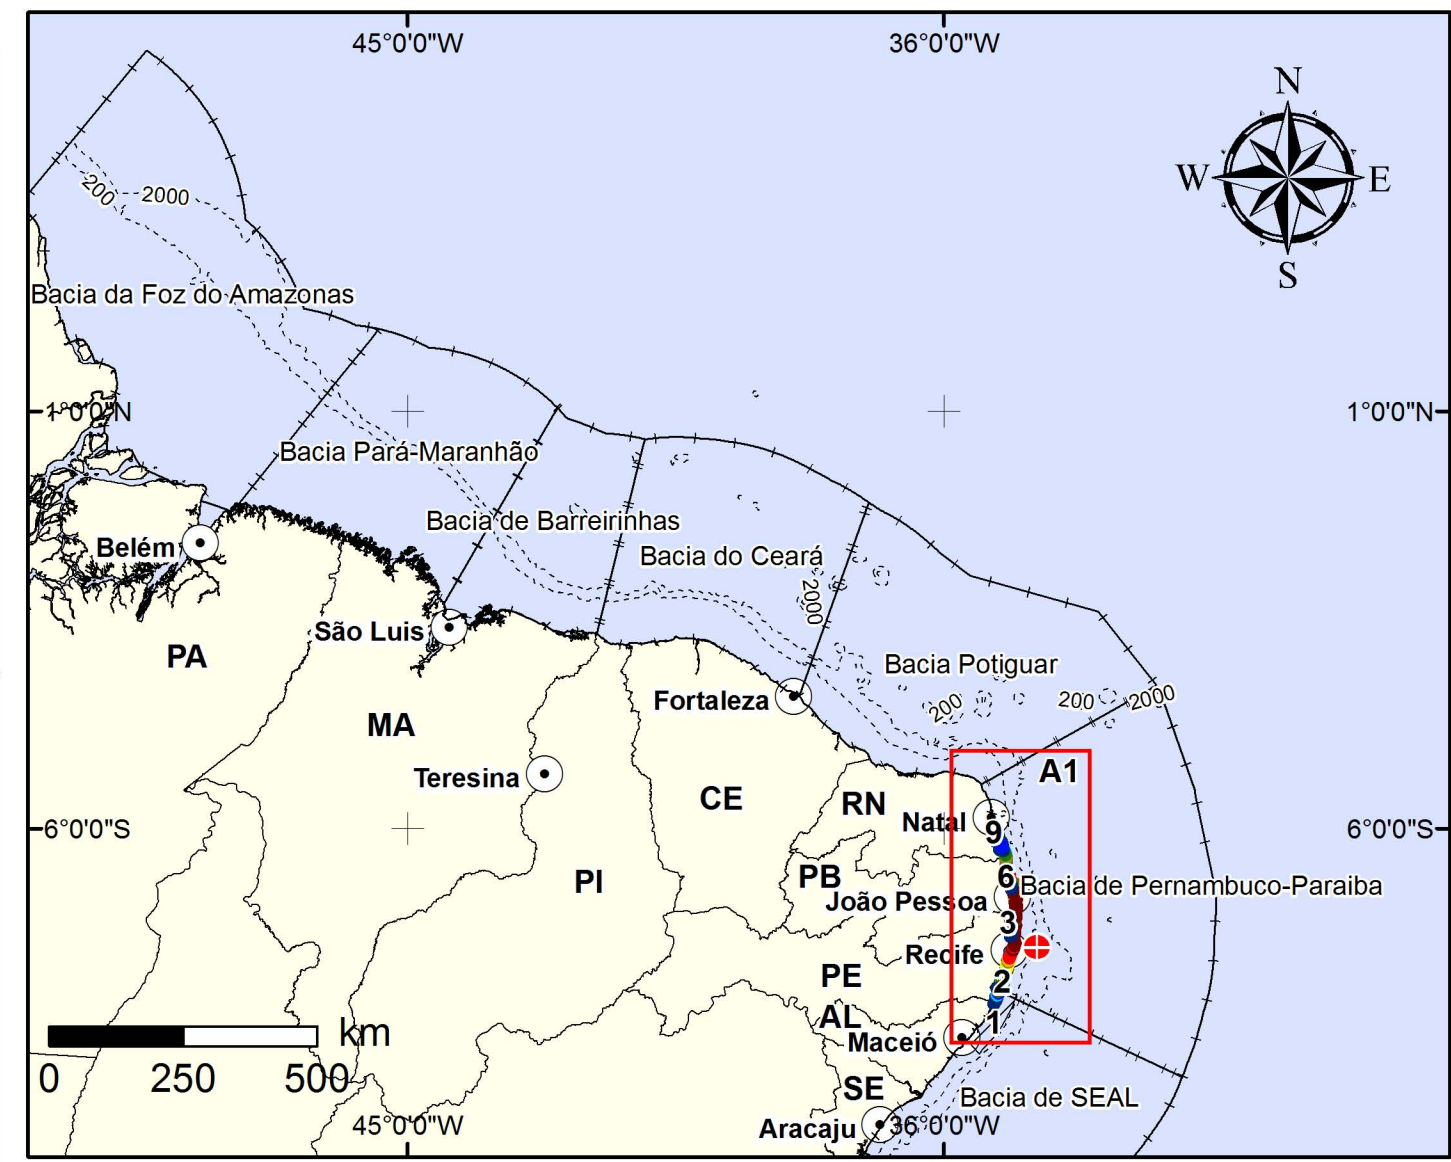 45°0'0"W
36°0'0"W
N
W
E
S
200
2000
Bacia da Foz do Amazonas
1°0'0"N
1°0'0"N
Bacia Pará-Maranhão
Bacia de Barreirinhas
Belém
Bacia do Ceará
2000
São Luis
PA
Bacia Potiguar
Fortaleza
200
200
2000
MA
Teresina
A1
CE
RN
Natal
9
6°0'0"S
6°0'0"S
PI
PB
6
Bacia de Pernambuco-Paraiba
João Pessoa
3
Recife
PE
2
AL
1
Maceió
km
0
250
500
SE
Bacia de SEAL
Aracaju
45°0'0"W
36°0'0"W